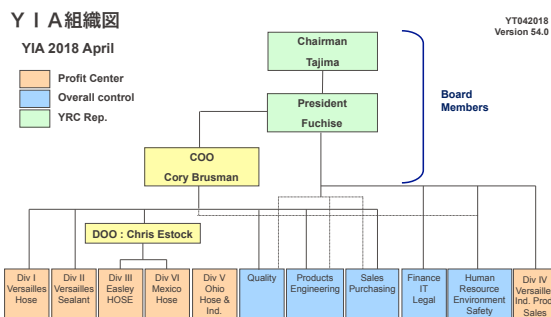 ＹＩＡ組織図
YIA 2018 April
YT042018
Version 54.0
Profit Center
Overall control
YRC Rep.
Chairman
Tajima
President
Fuchise
Board
Members
COO
Cory Brusman
DOO : Chris Estock
Div I
Versailles
Hose
Div II
Versailles
Sealant
Div III
Easley
HOSE
Div VI
Mexico
Hose
Div V
Ohio
Hose &
Ind.
Quality
Products
Engineering
Sales
Purchasing
Finance
IT
Legal
Human
Resource
Environment
Safety
Div IV
Versaille
Ind. Prod
Sales